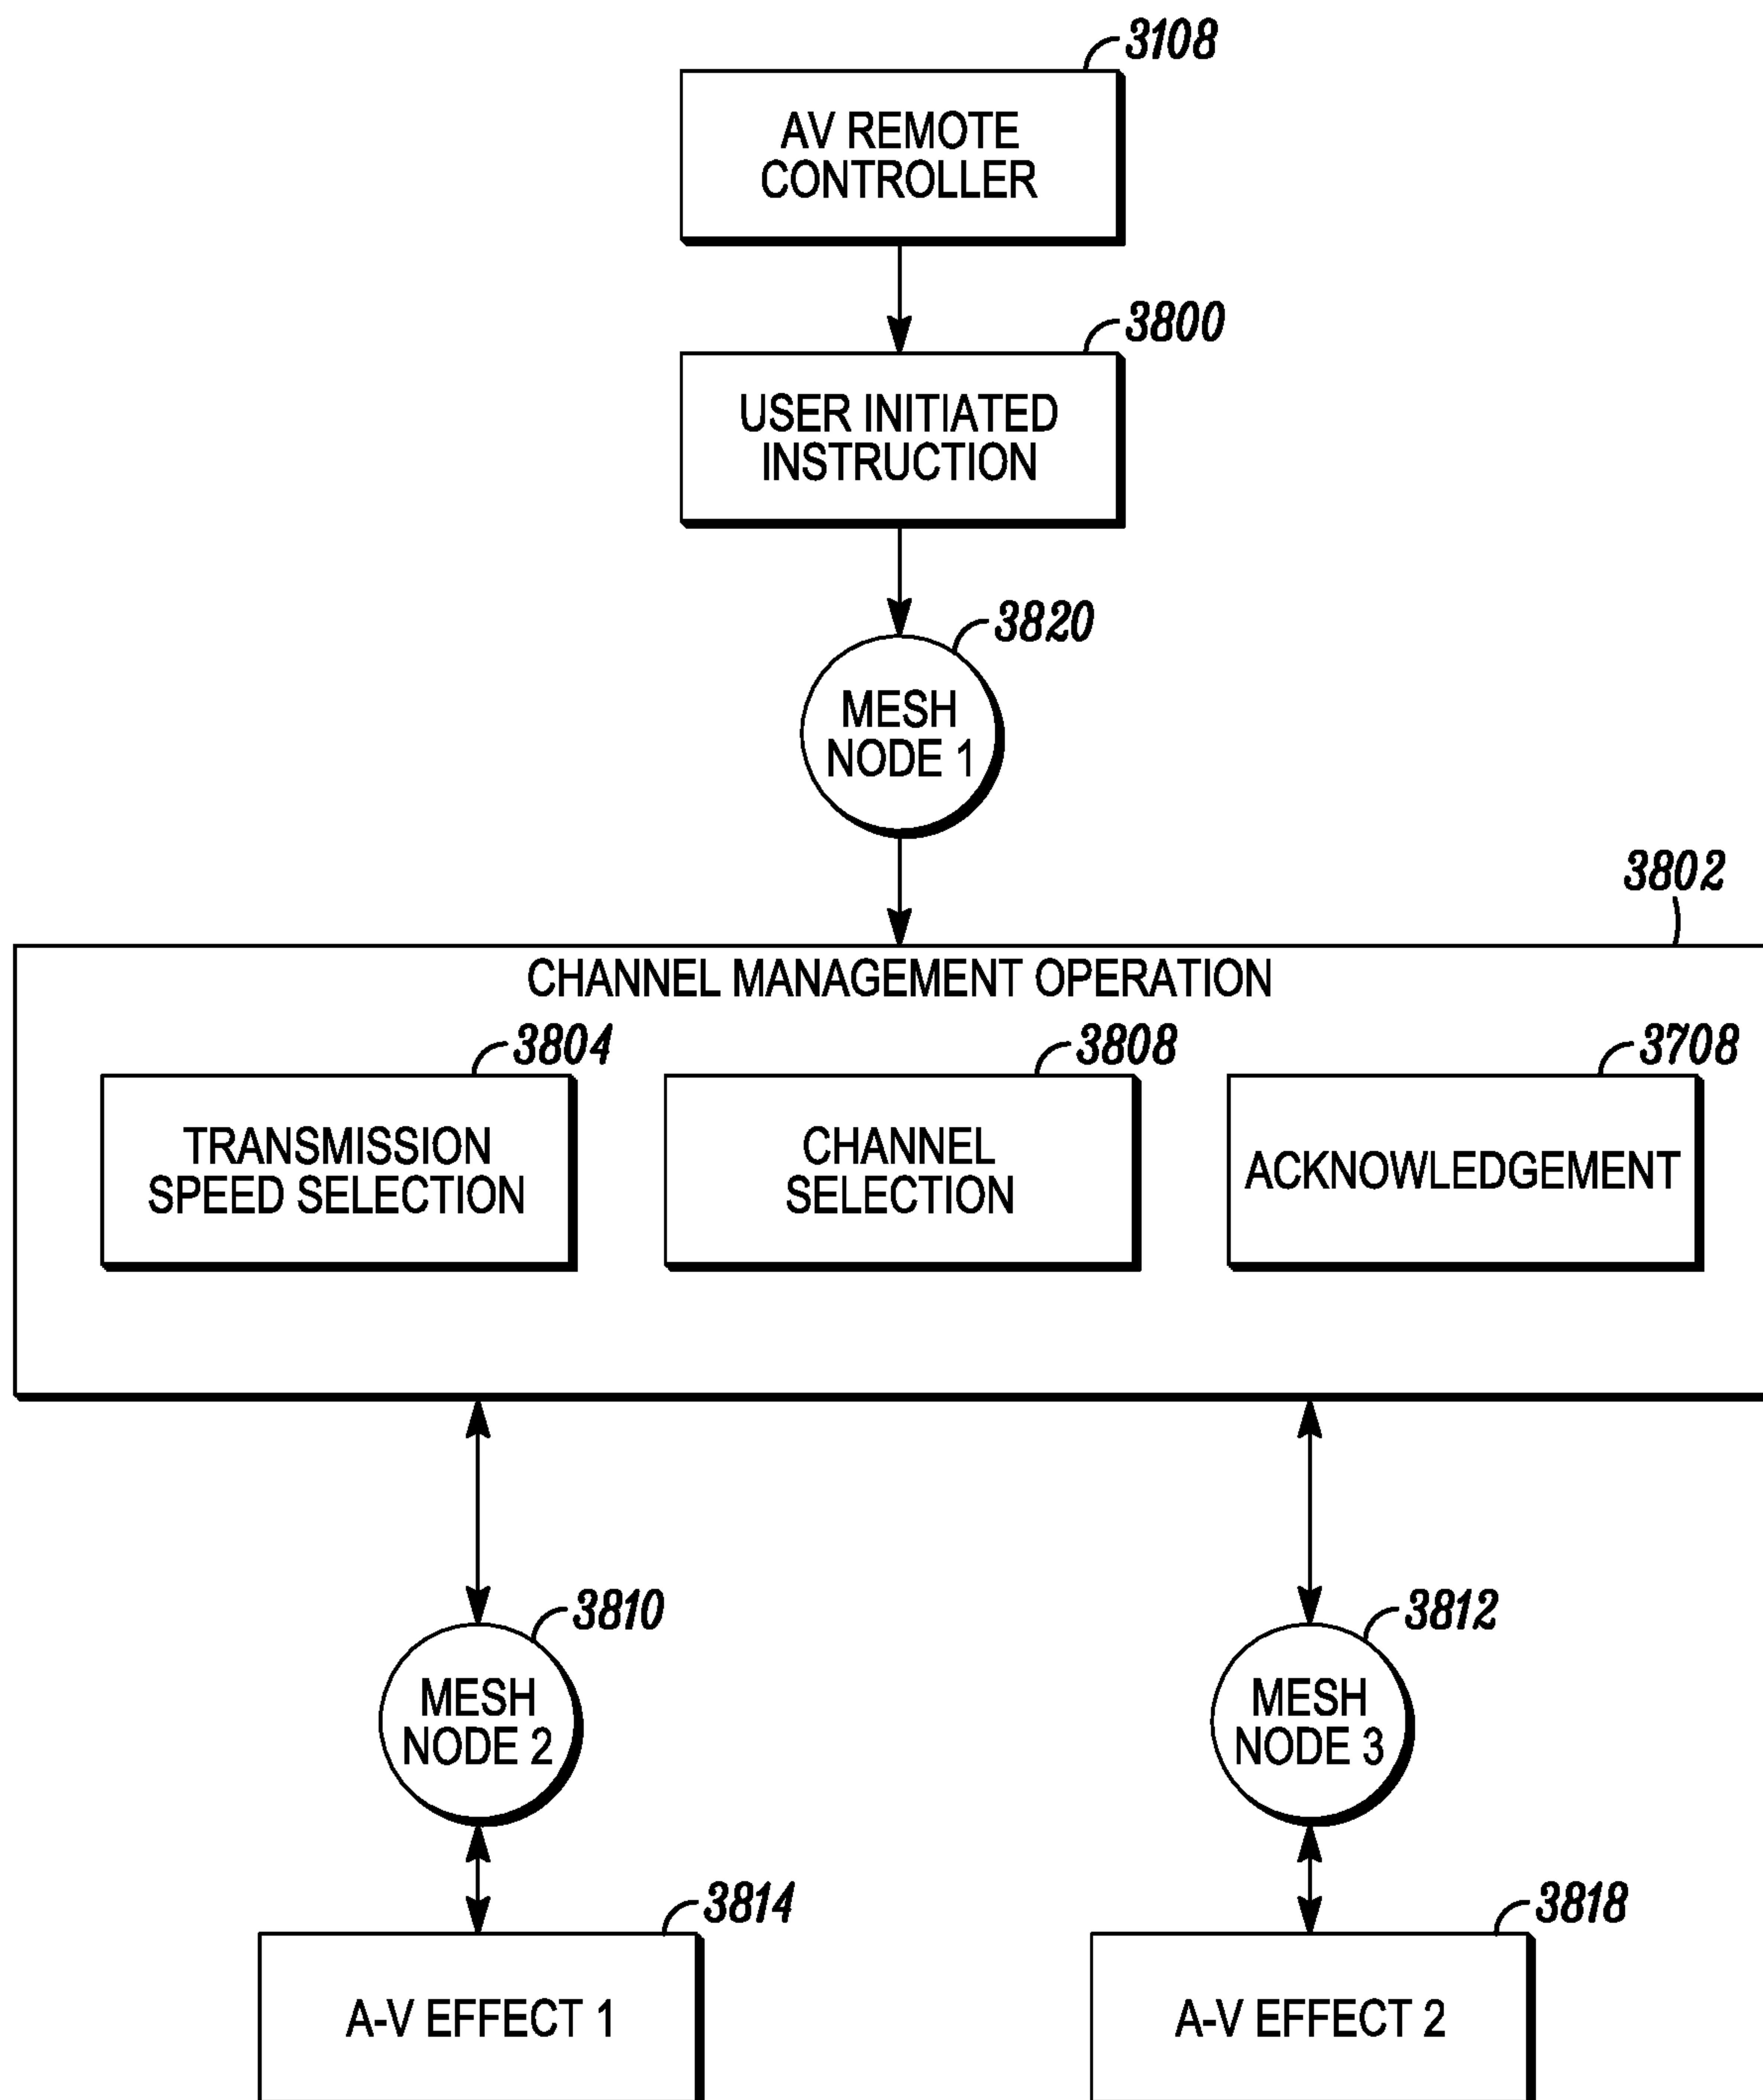 3108
AV REMOTE
CONTROLLER
3800
USER INITIATED
INSTRUCTION
3820
MESH
NODE 1
3802
CHANNEL MANAGEMENT OPERATION
3804
TRANSMISSION
SPEED SELECTION
3808
CHANNEL
SELECTION
3708
ACKNOWLEDGEMENT
3810
MESH
NODE 2
3812
MESH
NODE 3
3814
A-V EFFECT 1
3818
A-V EFFECT 2